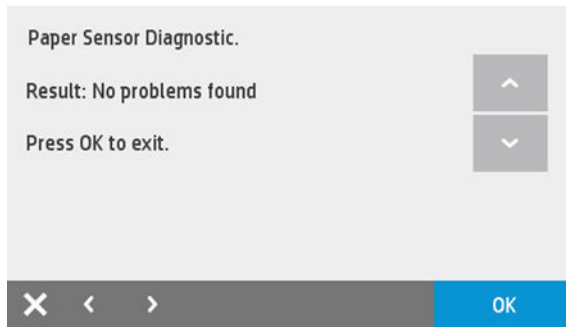 Paper Sensor Diagnostic.
Result: No problems found
Press OK to exit.
OK